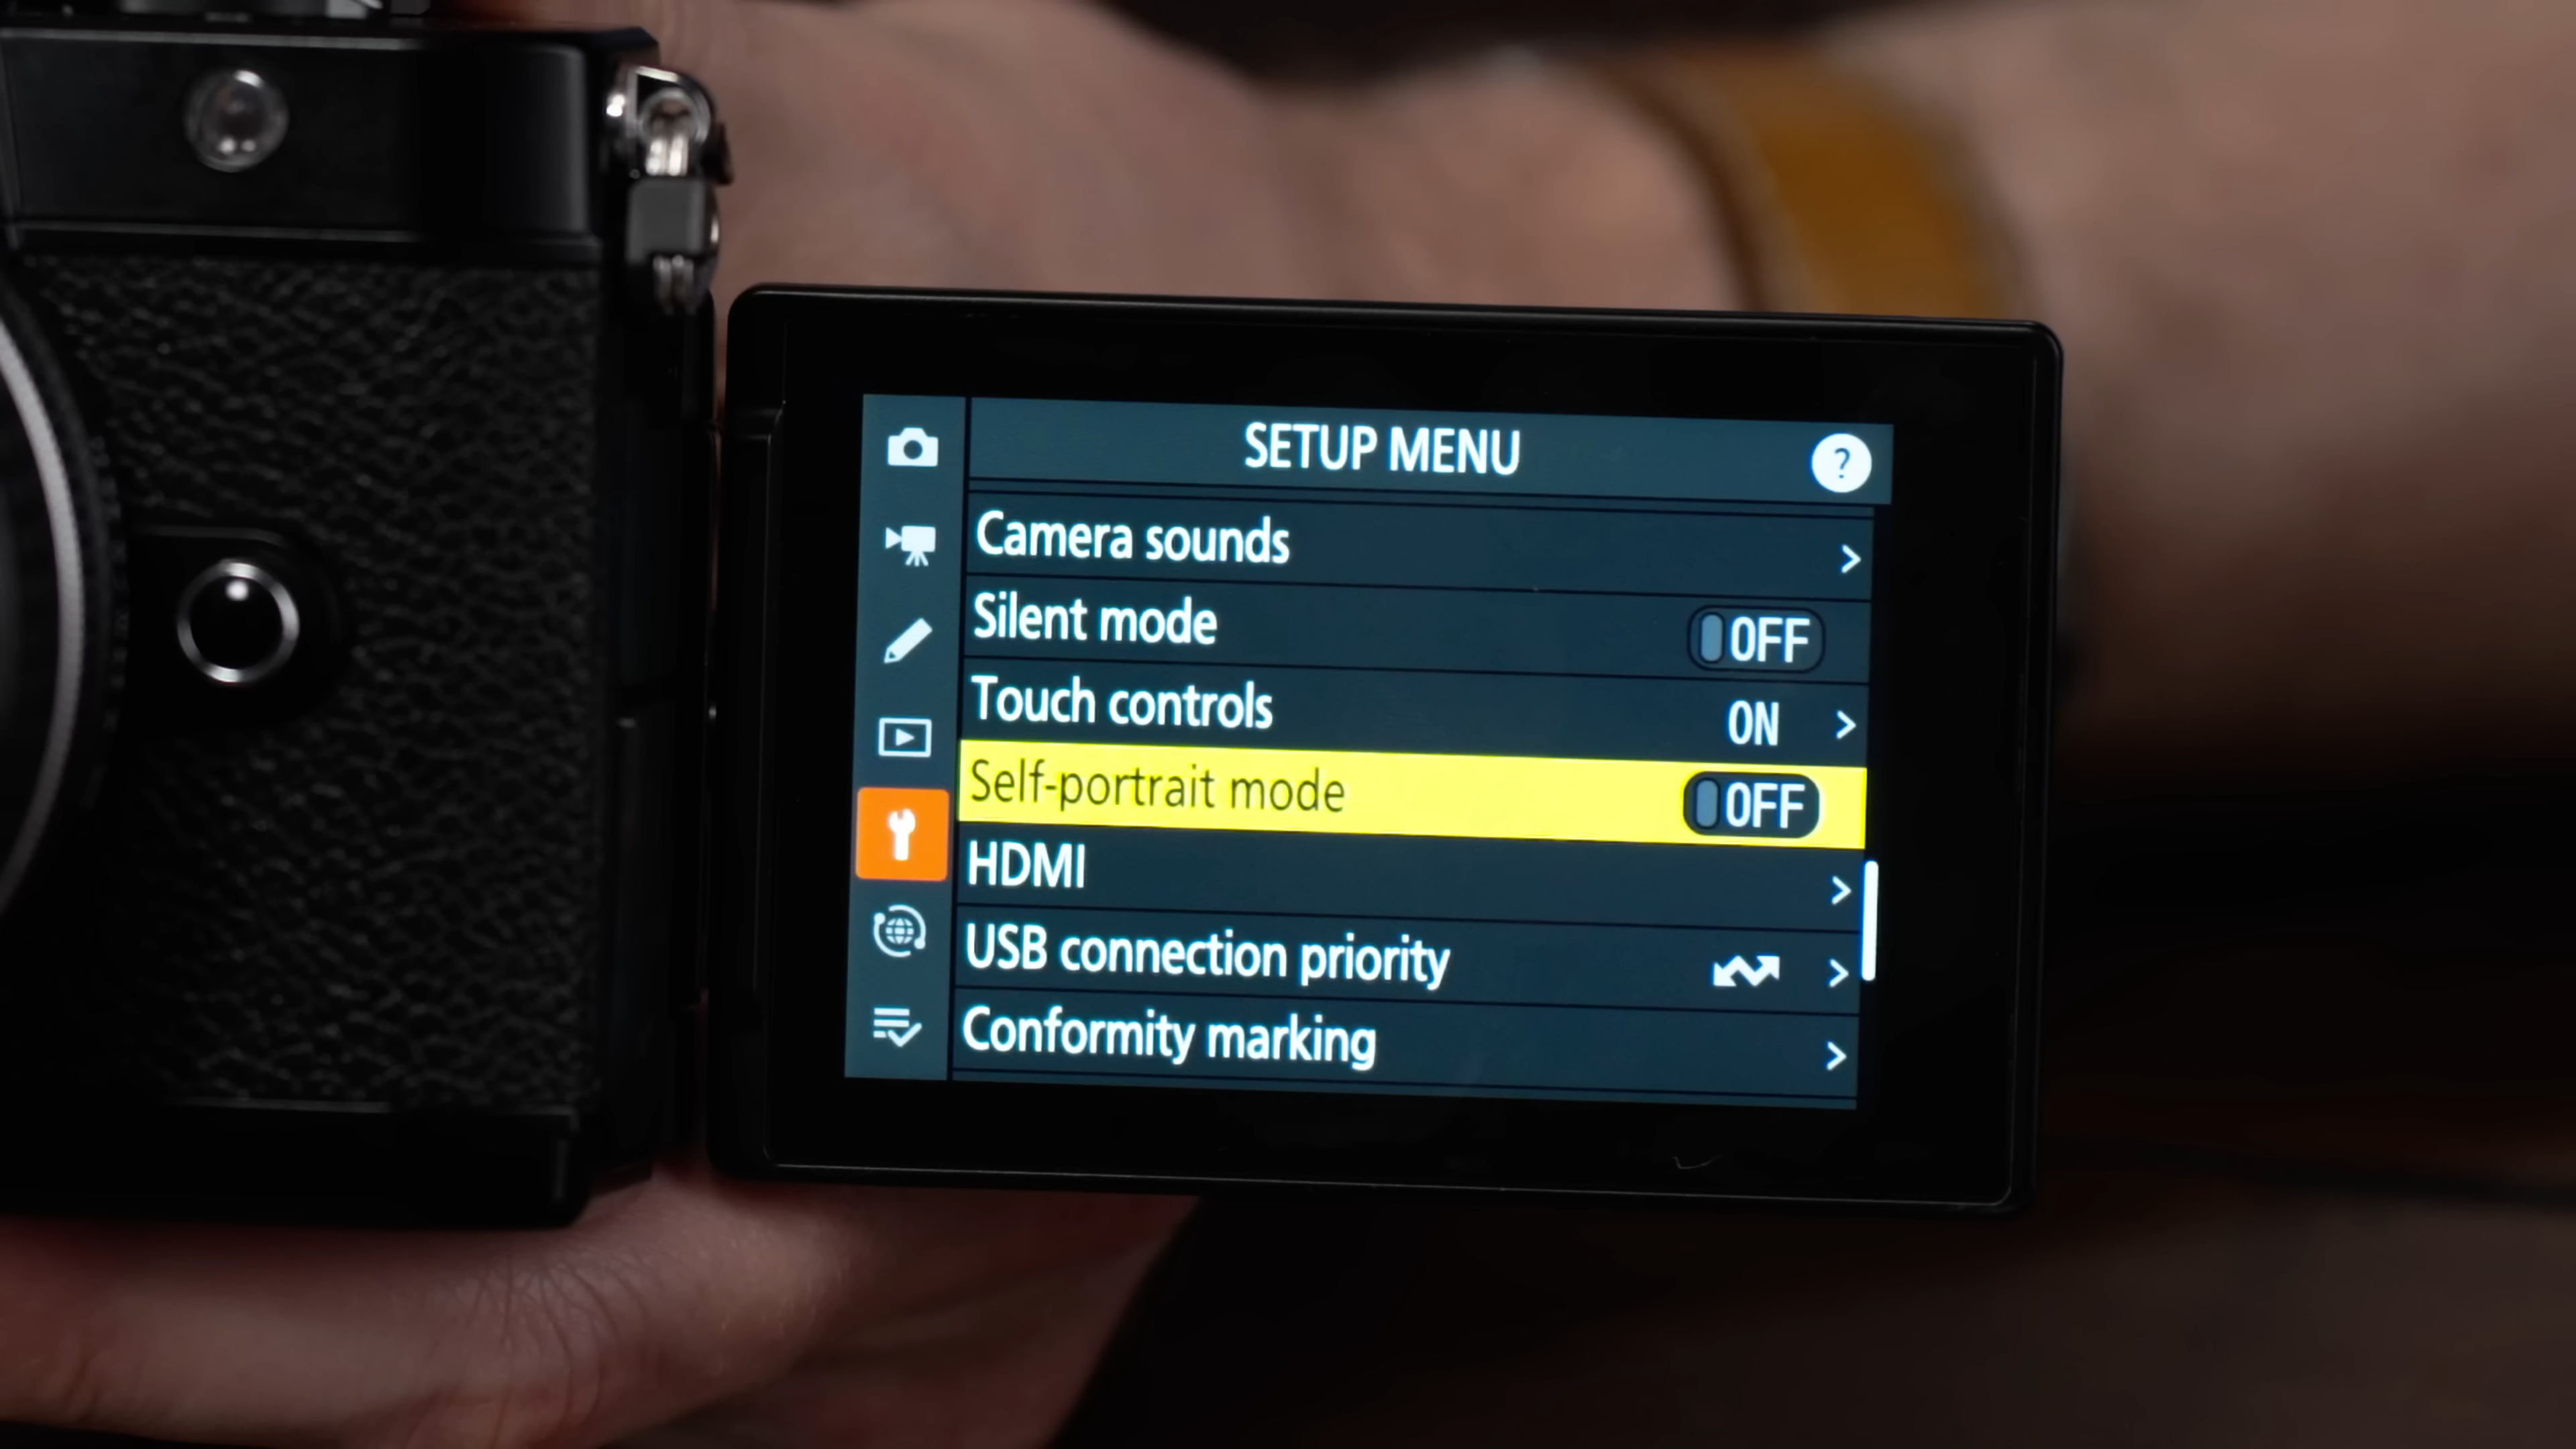 SETUP MENU ?
Camera sounds
Silent mode OFF
Touch controls ON
Self-portrait mode OFF
HDMI
USB connection priority
Conformity marking